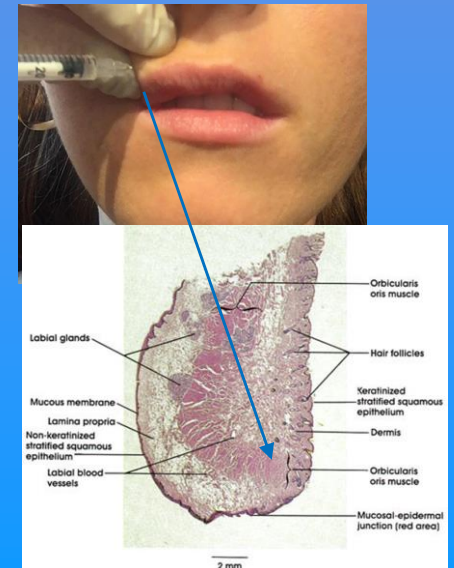 Orbicularis
oris muscle
Labial glands
Hair follicles
Keratinized
stratified squamous
epithelium
Mucous membrane
Lamina propria
Non-keratinized
stratified squamous
epithelium
Dermis
Labial blood
vessels
Orbicularis
oris muscle
Mucosal-epidermal
junction (red area)
2 mm